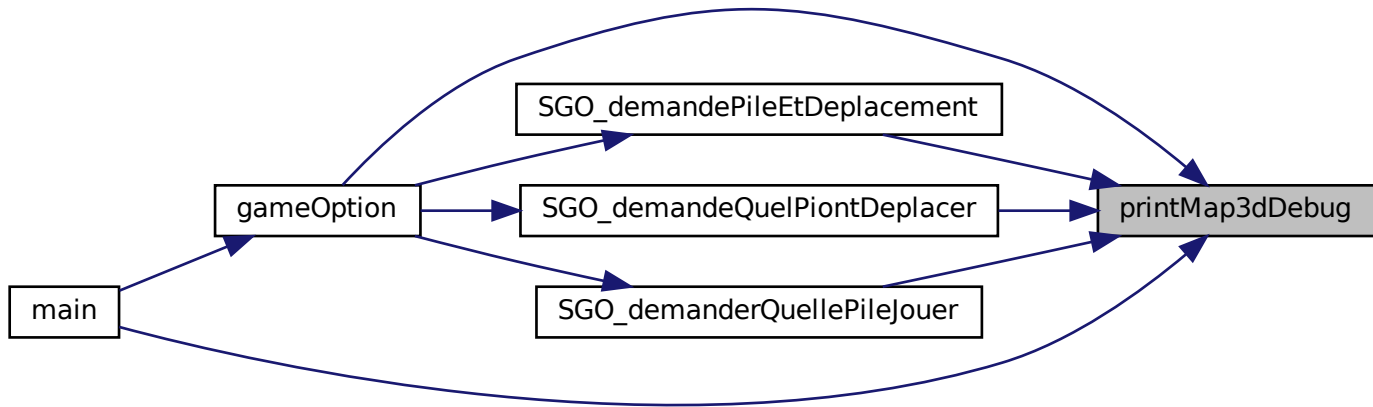 SGO_demandePileEtDeplacement
gameOption
SGO_demandeQuelPiontDeplacer
printMap3dDebug
main
SGO_demanderQuellePileJouer